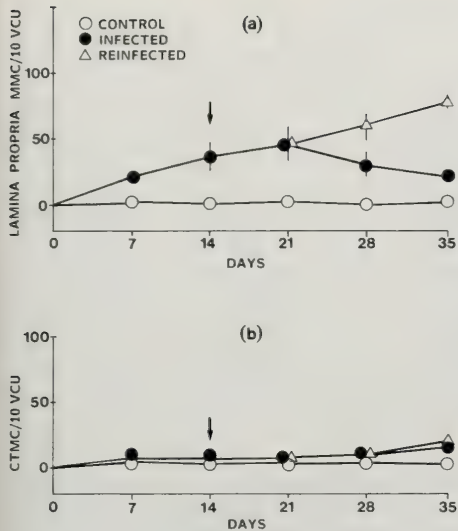 CONTROL
INFECTED
REINFECTED
(a)
LAMINA PROPRIA MMC/10 VCU
100
50
0
0 7 14 21 28 35
DAYS
(b)
CTMC/10 VCU
100
50
0
0 7 14 21 28 35
DAYS